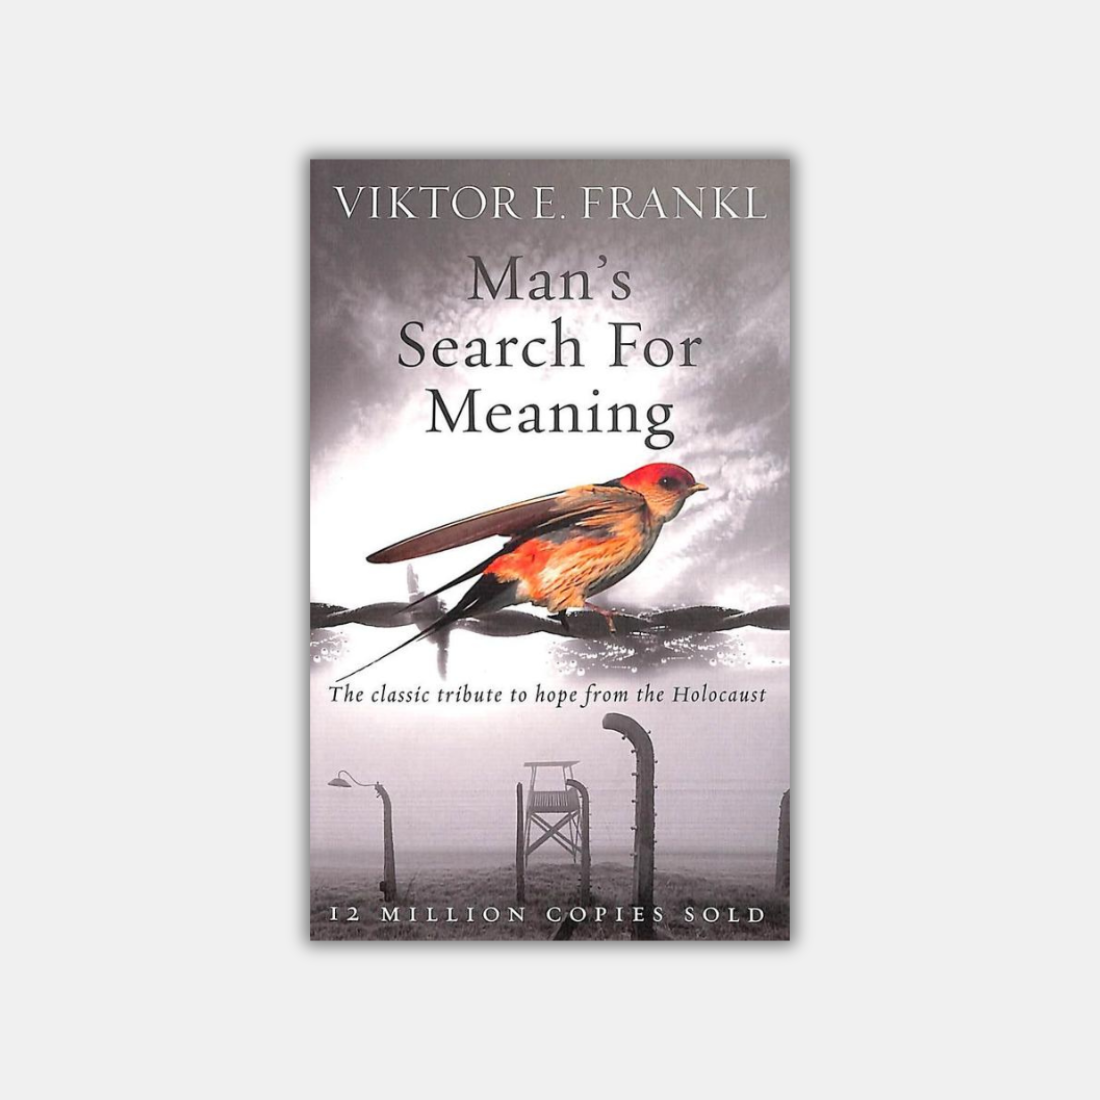 VIKTOR E. FRANKL
Man's
Search For
Meaning
The classic tribute to hope from the Holocaust
12 MILLION COPIES SOLD